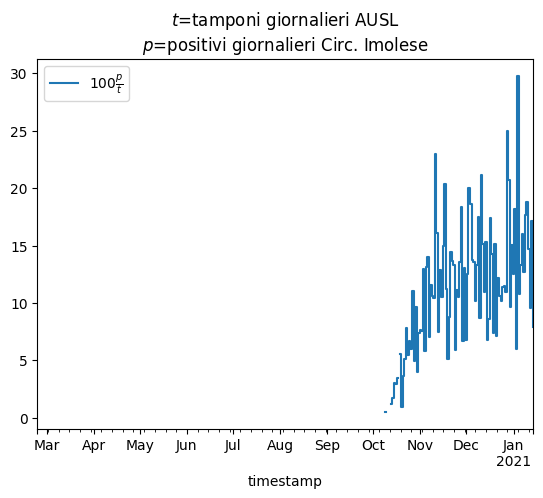 t=tamponi giornalieri AUSL
p=positivi giornalieri Circ. Imolese
100 p/t
30
25
20
15
10
5
0
Mar Apr May Jun Jul Aug Sep Oct Nov Dec Jan
2021
timestamp